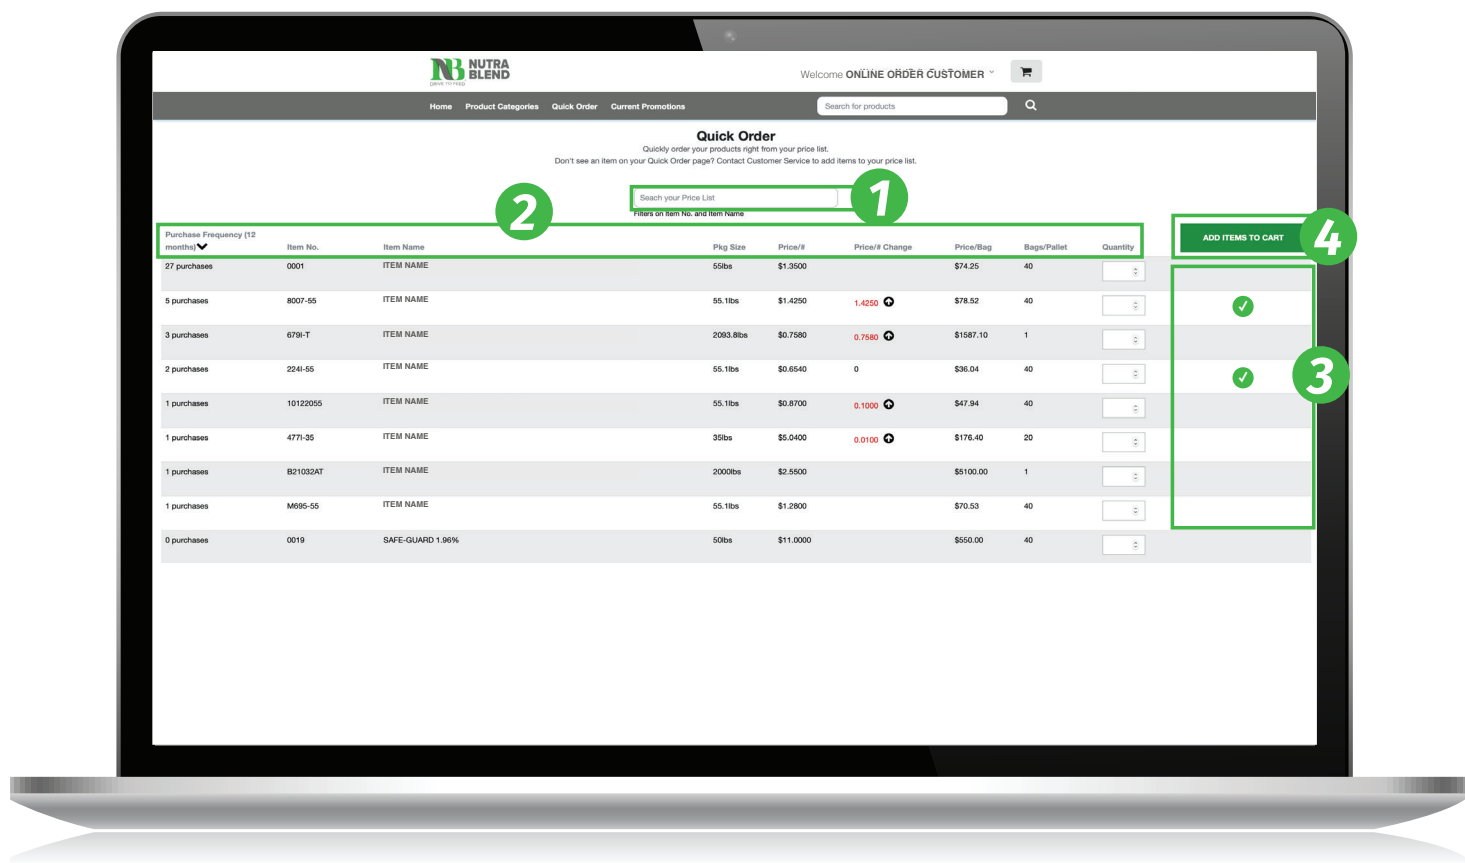 NUTRA
BLEND
DRIVE TO FEED
Welcome ONLINE ORDER CUSTOMER
Home Product Categories Quick Order Current Promotions Search for products
Quick Order
Quickly order your products right from your price list.
Don't see an item on your Quick Order page? Contact Customer Service to add items to your price list.
1
Seach your Price List
Filters on Item No. and Item Name
2
Purchase Frequency (12
months) Item No. Item Name Pkg Size Price/# Price/# Change Price/Bag Bags/Pallet Quantity
ADD ITEMS TO CART
4
27 purchases 0001 ITEM NAME 55lbs $1.3500 $74.25 40
5 purchases 8007-55 ITEM NAME 55.1lbs $1.4250 1.4250 $78.52 40
3 purchases 679I-T ITEM NAME 2093.8lbs $0.7580 0.7580 $1587.10 1
2 purchases 224I-55 ITEM NAME 55.1lbs $0.6540 0 $36.04 40
3
1 purchases 10122055 ITEM NAME 55.1lbs $0.8700 0.1000 $47.94 40
1 purchases 477I-35 ITEM NAME 35lbs $5.0400 0.0100 $176.40 20
1 purchases B21032AT ITEM NAME 2000lbs $2.5500 $5100.00 1
1 purchases M695-55 ITEM NAME 55.1lbs $1.2800 $70.53 40
0 purchases 0019 SAFE-GUARD 1.96% 50lbs $11.0000 $550.00 40